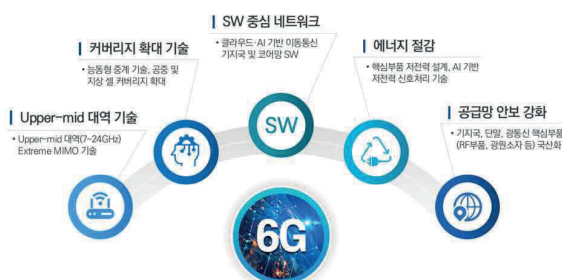 SW 중심 네트워크
• 클라우드·AI 기반 이동통신
기지국 및 코어망 SW
커버리지 확대 기술
• 능동형 중계 기술, 공중 및
지상 셀 커버리지 확대
에너지 절감
• 핵심부품 저전력 설계, AI 기반
저전력 신호처리 기술
Upper-mid 대역 기술
• Upper-mid 대역(7~24GHz)
Extreme MIMO 기술
공급망 안보 강화
• 기지국, 단말, 광통신 핵심부품
(RF부품, 광원소자 등) 국산화
SW
6G